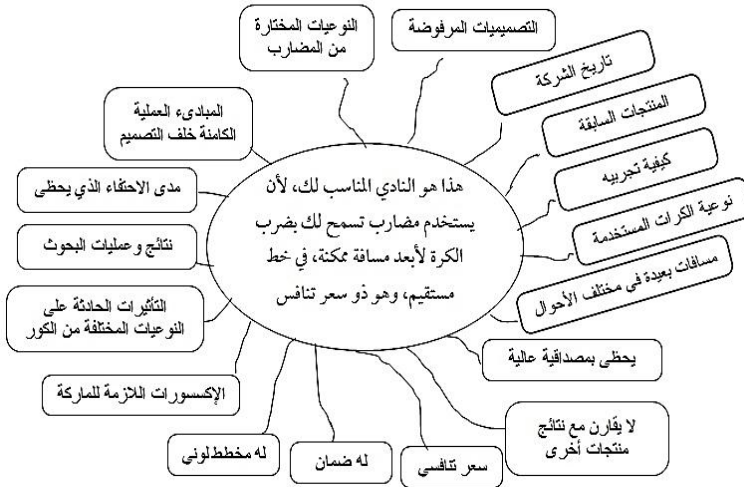 التصميميات المرفوضة
النوعيات المختارة
من المضارب
المبادىء العملية
الكامنة خلف التصميم
مدى الاحتفاء الذي يحظى
نتائج وعمليات البحوث
التأثيرات الحادثة على
النوعيات المختلفة من الكور
الإكسسورات اللازمة للماركة
له مخطط لوني
له ضمان
سعر تنافسي
لا يقارن مع نتائج
منتجات أخرى
يحظى بمصداقية عالية
مسافات بعيدة فى مختلف الأحوال
نوعية الكرات المستخدمة
كيفية تجربيه
المنتجات السابقة
تاريخ الشركة
هذا هو النادي المناسب لك، لأن
يستخدم مضارب تسمح لك بضرب
الكرة لأبعد مسافة ممكنة، في خط
مستقيم، وهو ذو سعر تنافس